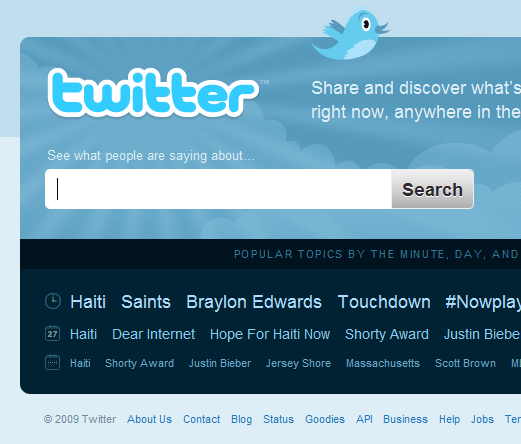 twitter™
Share and discover what's
right now, anywhere in the
See what people are saying about…
Search
POPULAR TOPICS BY THE MINUTE, DAY, AND
Haiti Saints Braylon Edwards Touchdown #Nowplay
27 Haiti Dear Internet Hope For Haiti Now Shorty Award Justin Biebe
Haiti Shorty Award Justin Bieber Jersey Shore Massachusetts Scott Brown
© 2009 Twitter About Us Contact Blog Status Goodies API Business Help Jobs Ter